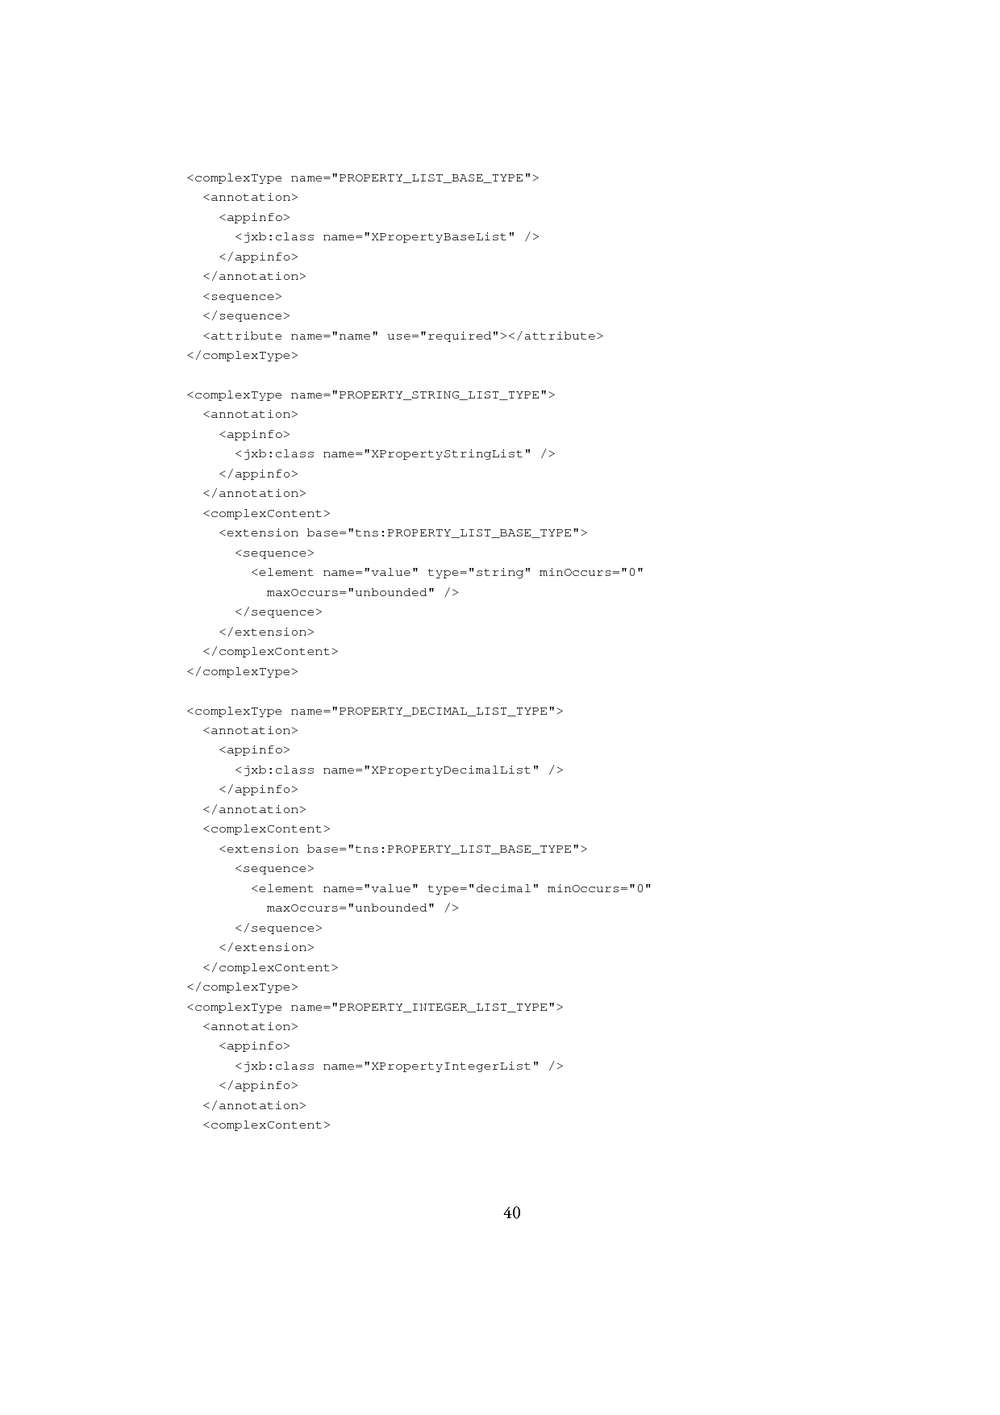 <complexType name="PROPERTY_LIST_BASE_TYPE">
  <annotation>
    <appinfo>
      <jxb:class name="XPropertyBaseList" />
    </appinfo>
  </annotation>
  <sequence>
  </sequence>
  <attribute name="name" use="required"></attribute>
</complexType>

<complexType name="PROPERTY_STRING_LIST_TYPE">
  <annotation>
    <appinfo>
      <jxb:class name="XPropertyStringList" />
    </appinfo>
  </annotation>
  <complexContent>
    <extension base="tns:PROPERTY_LIST_BASE_TYPE">
      <sequence>
        <element name="value" type="string" minOccurs="0"
          maxOccurs="unbounded" />
      </sequence>
    </extension>
  </complexContent>
</complexType>

<complexType name="PROPERTY_DECIMAL_LIST_TYPE">
  <annotation>
    <appinfo>
      <jxb:class name="XPropertyDecimalList" />
    </appinfo>
  </annotation>
  <complexContent>
    <extension base="tns:PROPERTY_LIST_BASE_TYPE">
      <sequence>
        <element name="value" type="decimal" minOccurs="0"
          maxOccurs="unbounded" />
      </sequence>
    </extension>
  </complexContent>
</complexType>
<complexType name="PROPERTY_INTEGER_LIST_TYPE">
  <annotation>
    <appinfo>
      <jxb:class name="XPropertyIntegerList" />
    </appinfo>
  </annotation>
  <complexContent>
40